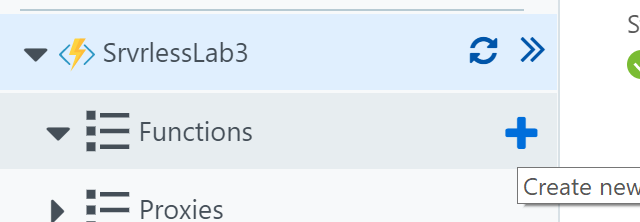 SrvrlessLab3
Functions
Create new
Proxies